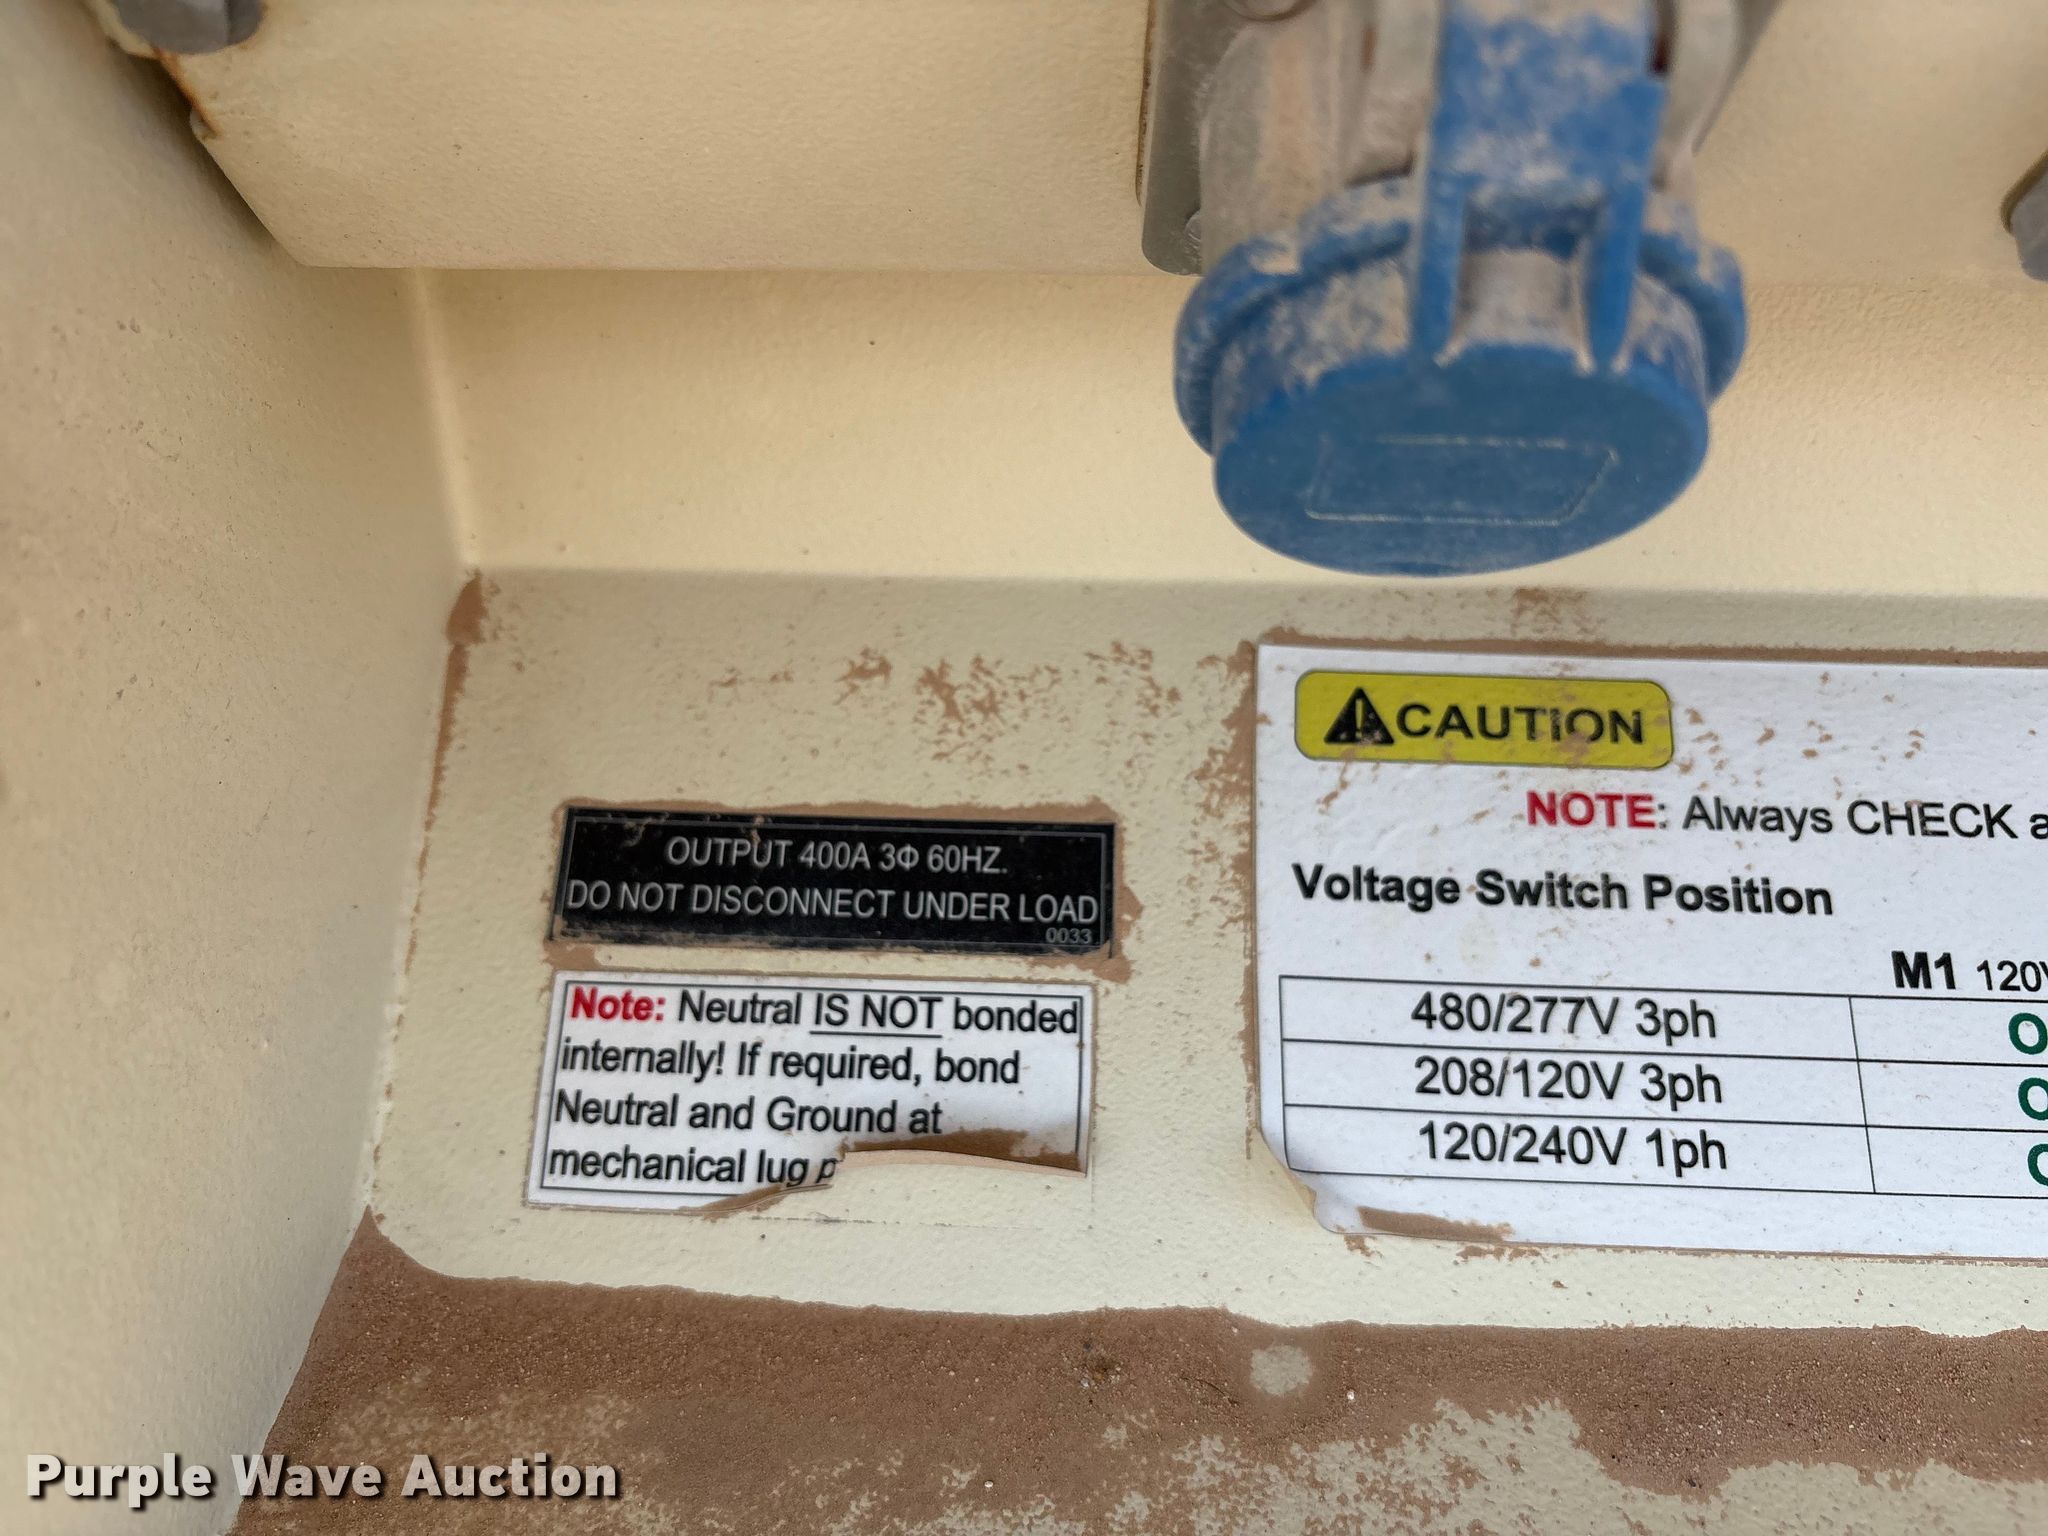 OUTPUT 400A 3Φ 60HZ.
DO NOT DISCONNECT UNDER LOAD
0033
Note: Neutral IS NOT bonded
internally! If required, bond
Neutral and Ground at
mechanical lug
CAUTION
NOTE: Always CHECK
Voltage Switch Position
M1 120V
480/277V 3ph
208/120V 3ph
120/240V 1ph
Purple Wave Auction